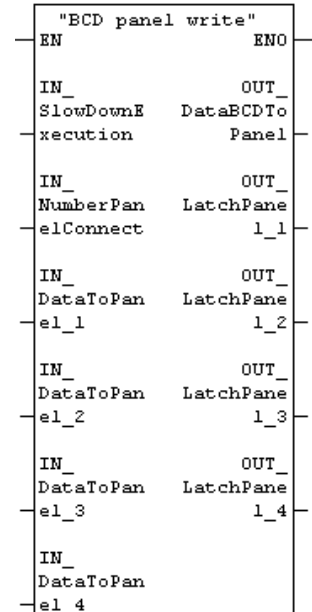 "BCD panel write"
EN ENO
IN_ OUT_
SlowDownE DataBCDTo
xecution Panel
IN_ OUT_
NumberPan LatchPane
elConnect l_1
IN_ OUT_
DataToPan LatchPane
el_1 l_2
IN_ OUT_
DataToPan LatchPane
el_2 l_3
IN_ OUT_
DataToPan LatchPane
el_3 l_4
IN_
DataToPan
el_4